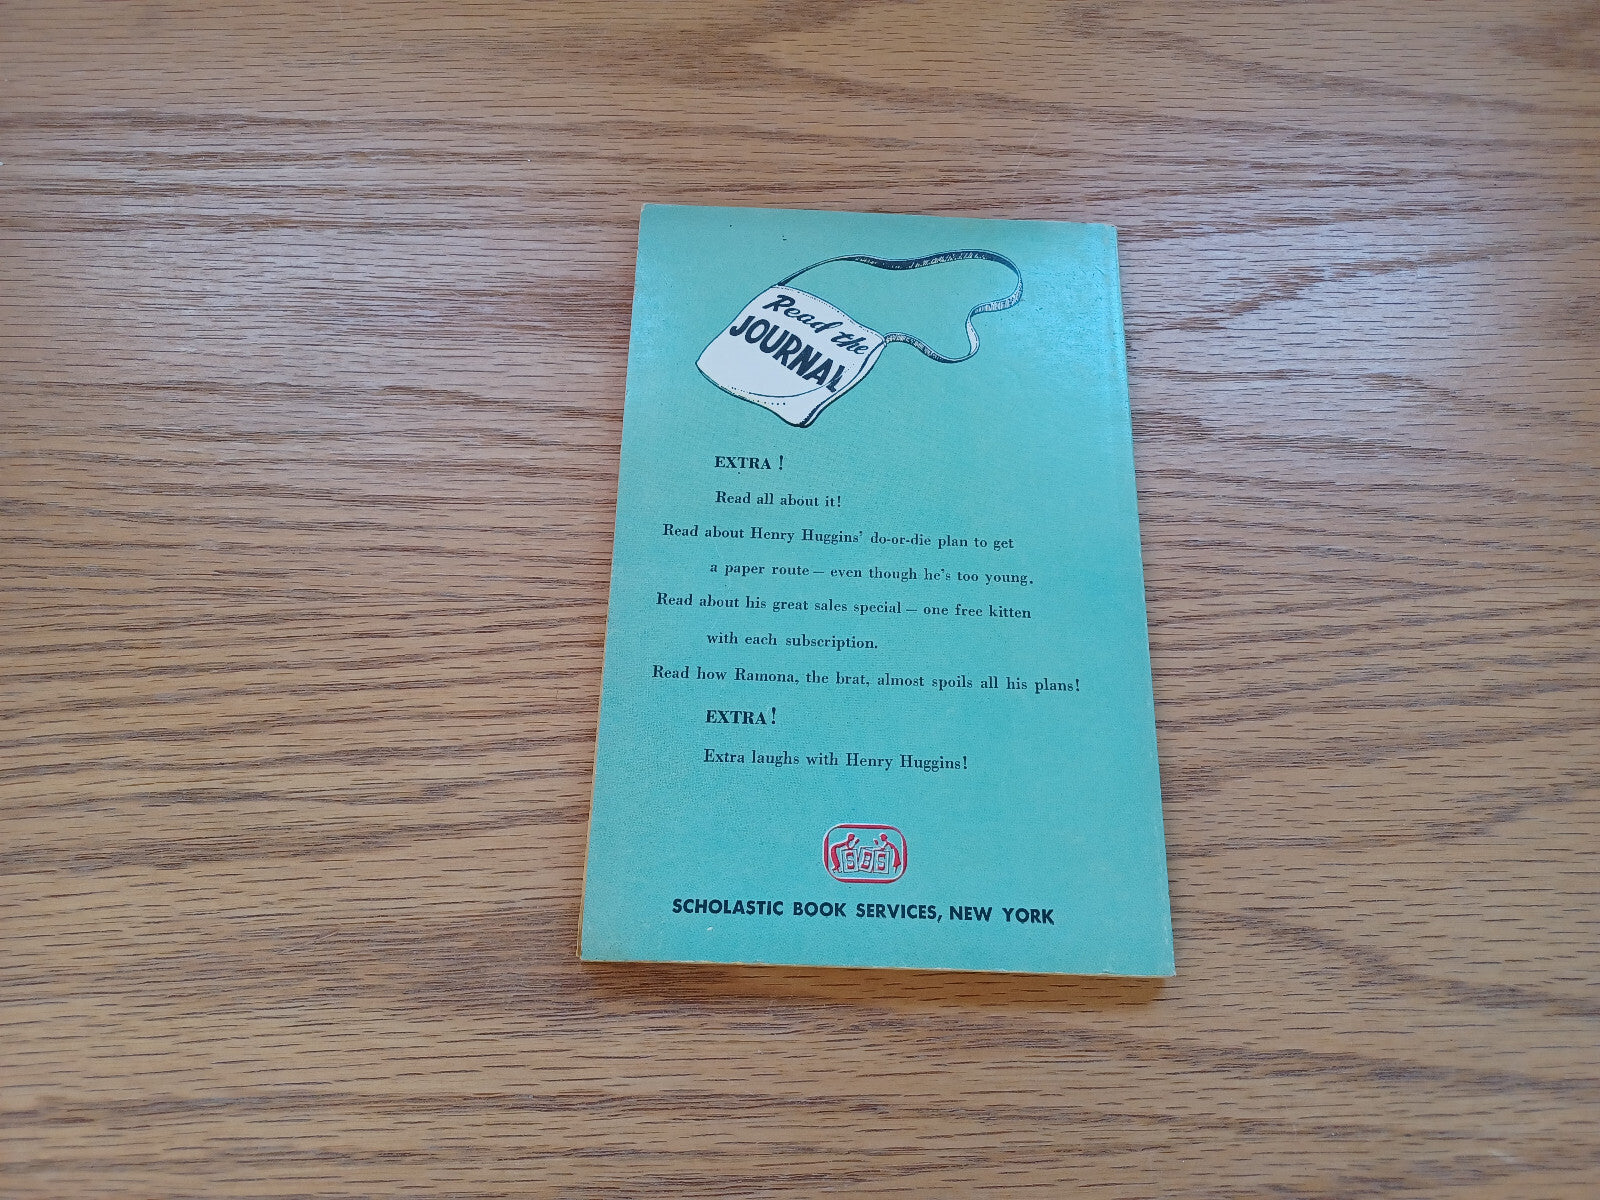 Read the
JOURNAL
EXTRA!
Read all about it!
Read about Henry Huggins' do-or-die plan to get
a paper route — even though he's too young.
Read about his great sales special — one free kitten
with each subscription.
Read how Ramona, the brat, almost spoils all his plans!
EXTRA!
Extra laughs with Henry Huggins!
SBS
SCHOLASTIC BOOK SERVICES, NEW YORK